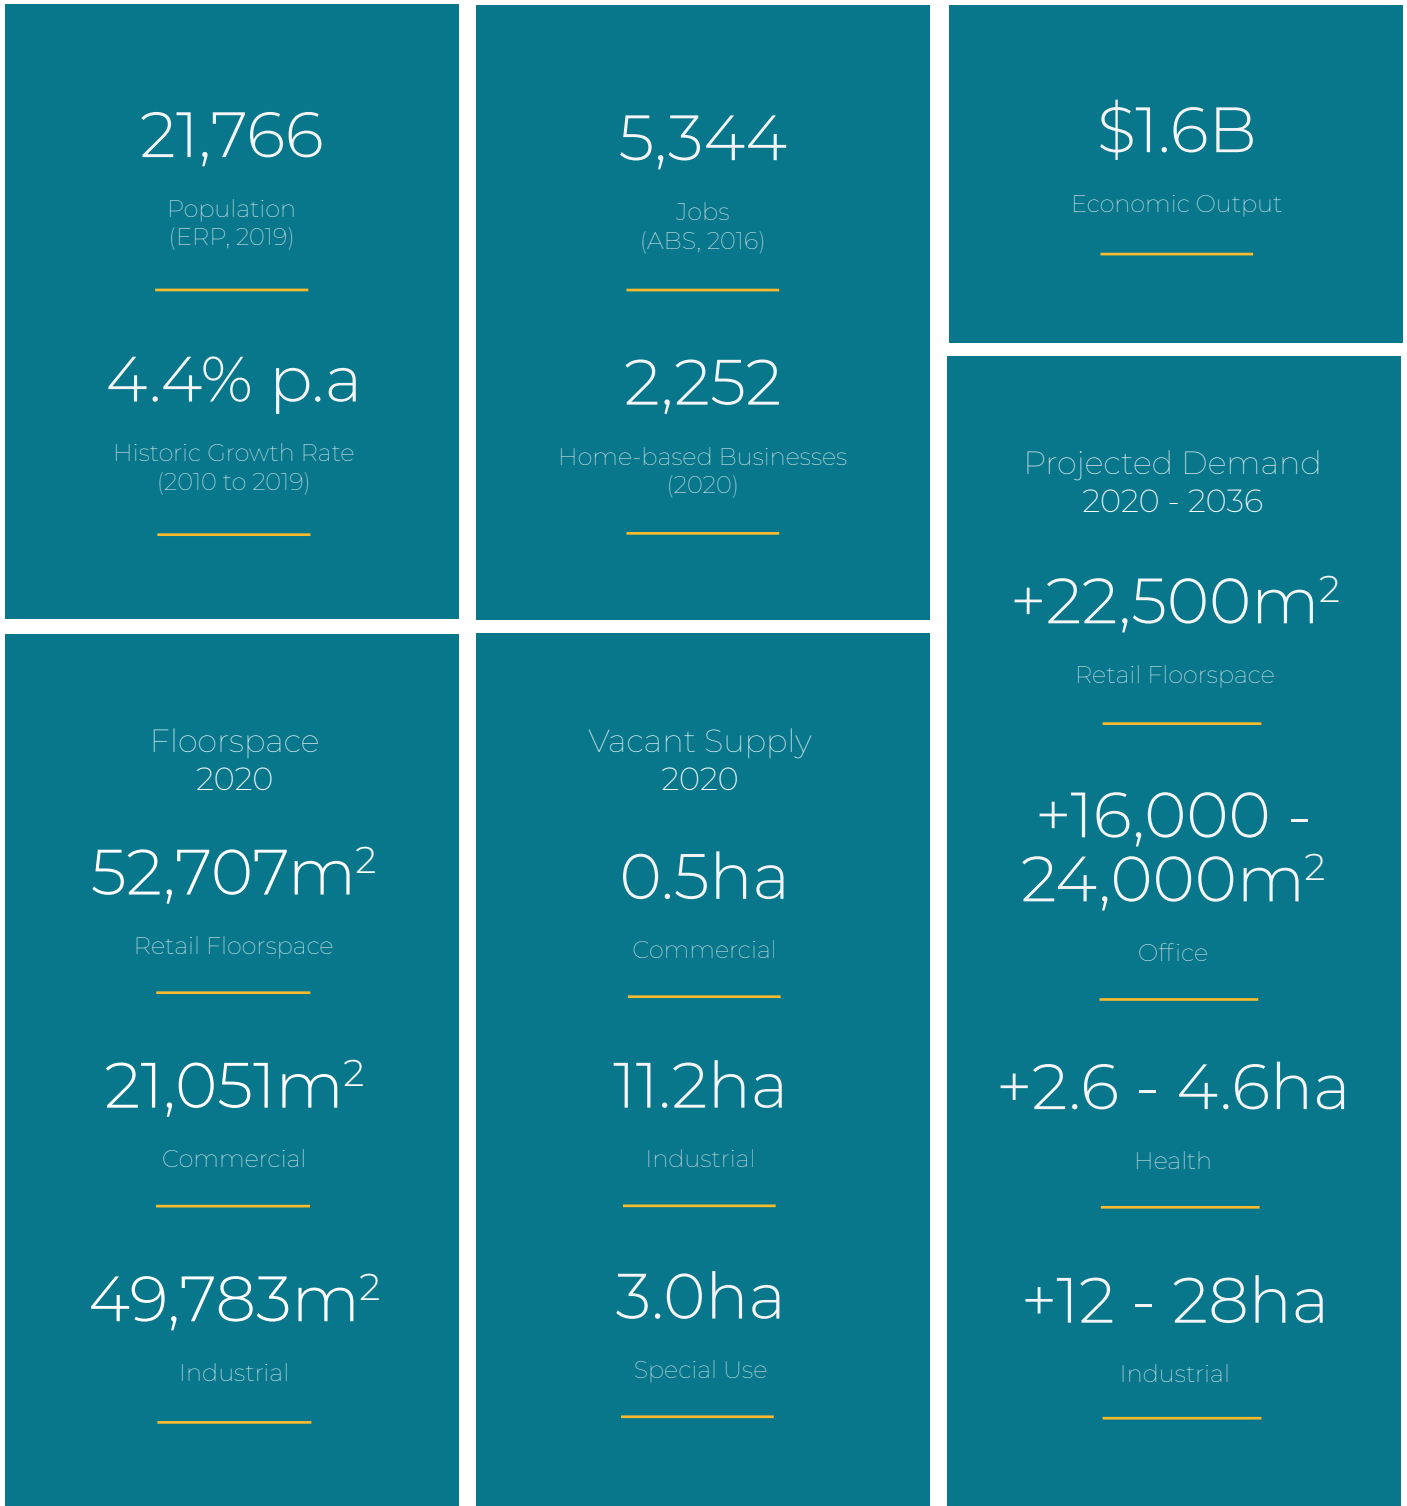 21,766
Population
(ERP, 2019)
4.4% p.a
Historic Growth Rate
(2010 to 2019)
5,344
Jobs
(ABS, 2016)
2,252
Home-based Businesses
(2020)
$1.6B
Economic Output
Floorspace
2020
52,707m²
Retail Floorspace
21,051m²
Commercial
49,783m²
Industrial
Vacant Supply
2020
0.5ha
Commercial
11.2ha
Industrial
3.0ha
Special Use
Projected Demand
2020 - 2036
+22,500m²
Retail Floorspace
+16,000 -
24,000m²
Office
+2.6 - 4.6ha
Health
+12 - 28ha
Industrial